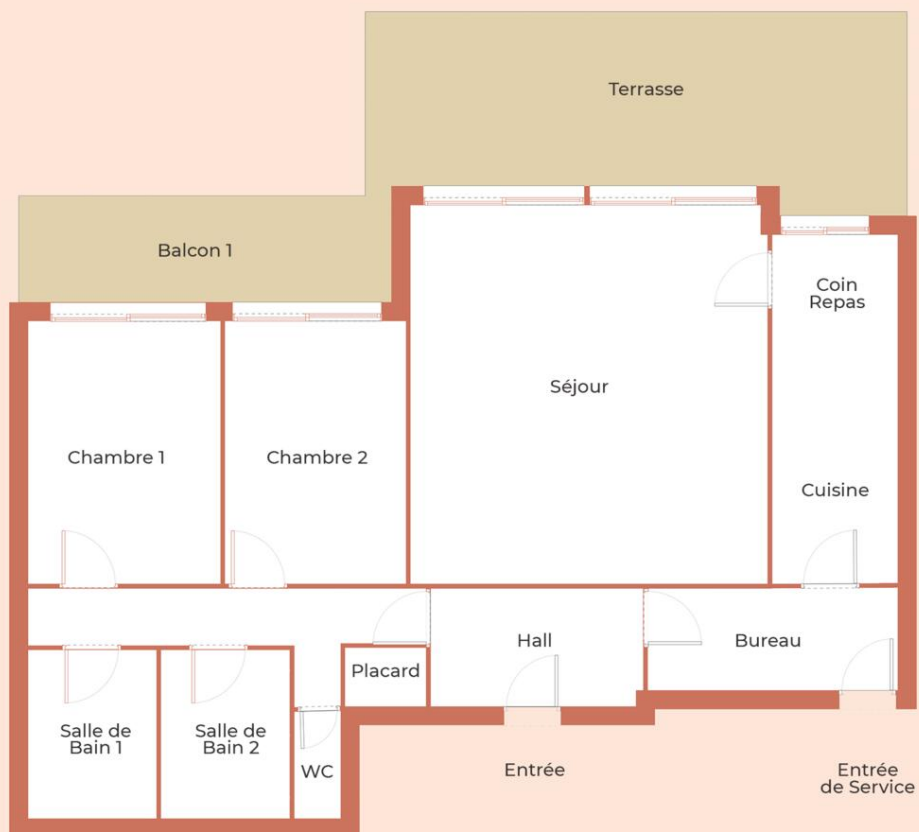 Terrasse
Balcon 1
Coin
Repas
Séjour
Chambre 1
Chambre 2
Cuisine
Hall
Bureau
Placard
Salle de
Bain 1
Salle de
Bain 2
WC
Entrée
Entrée
de Service